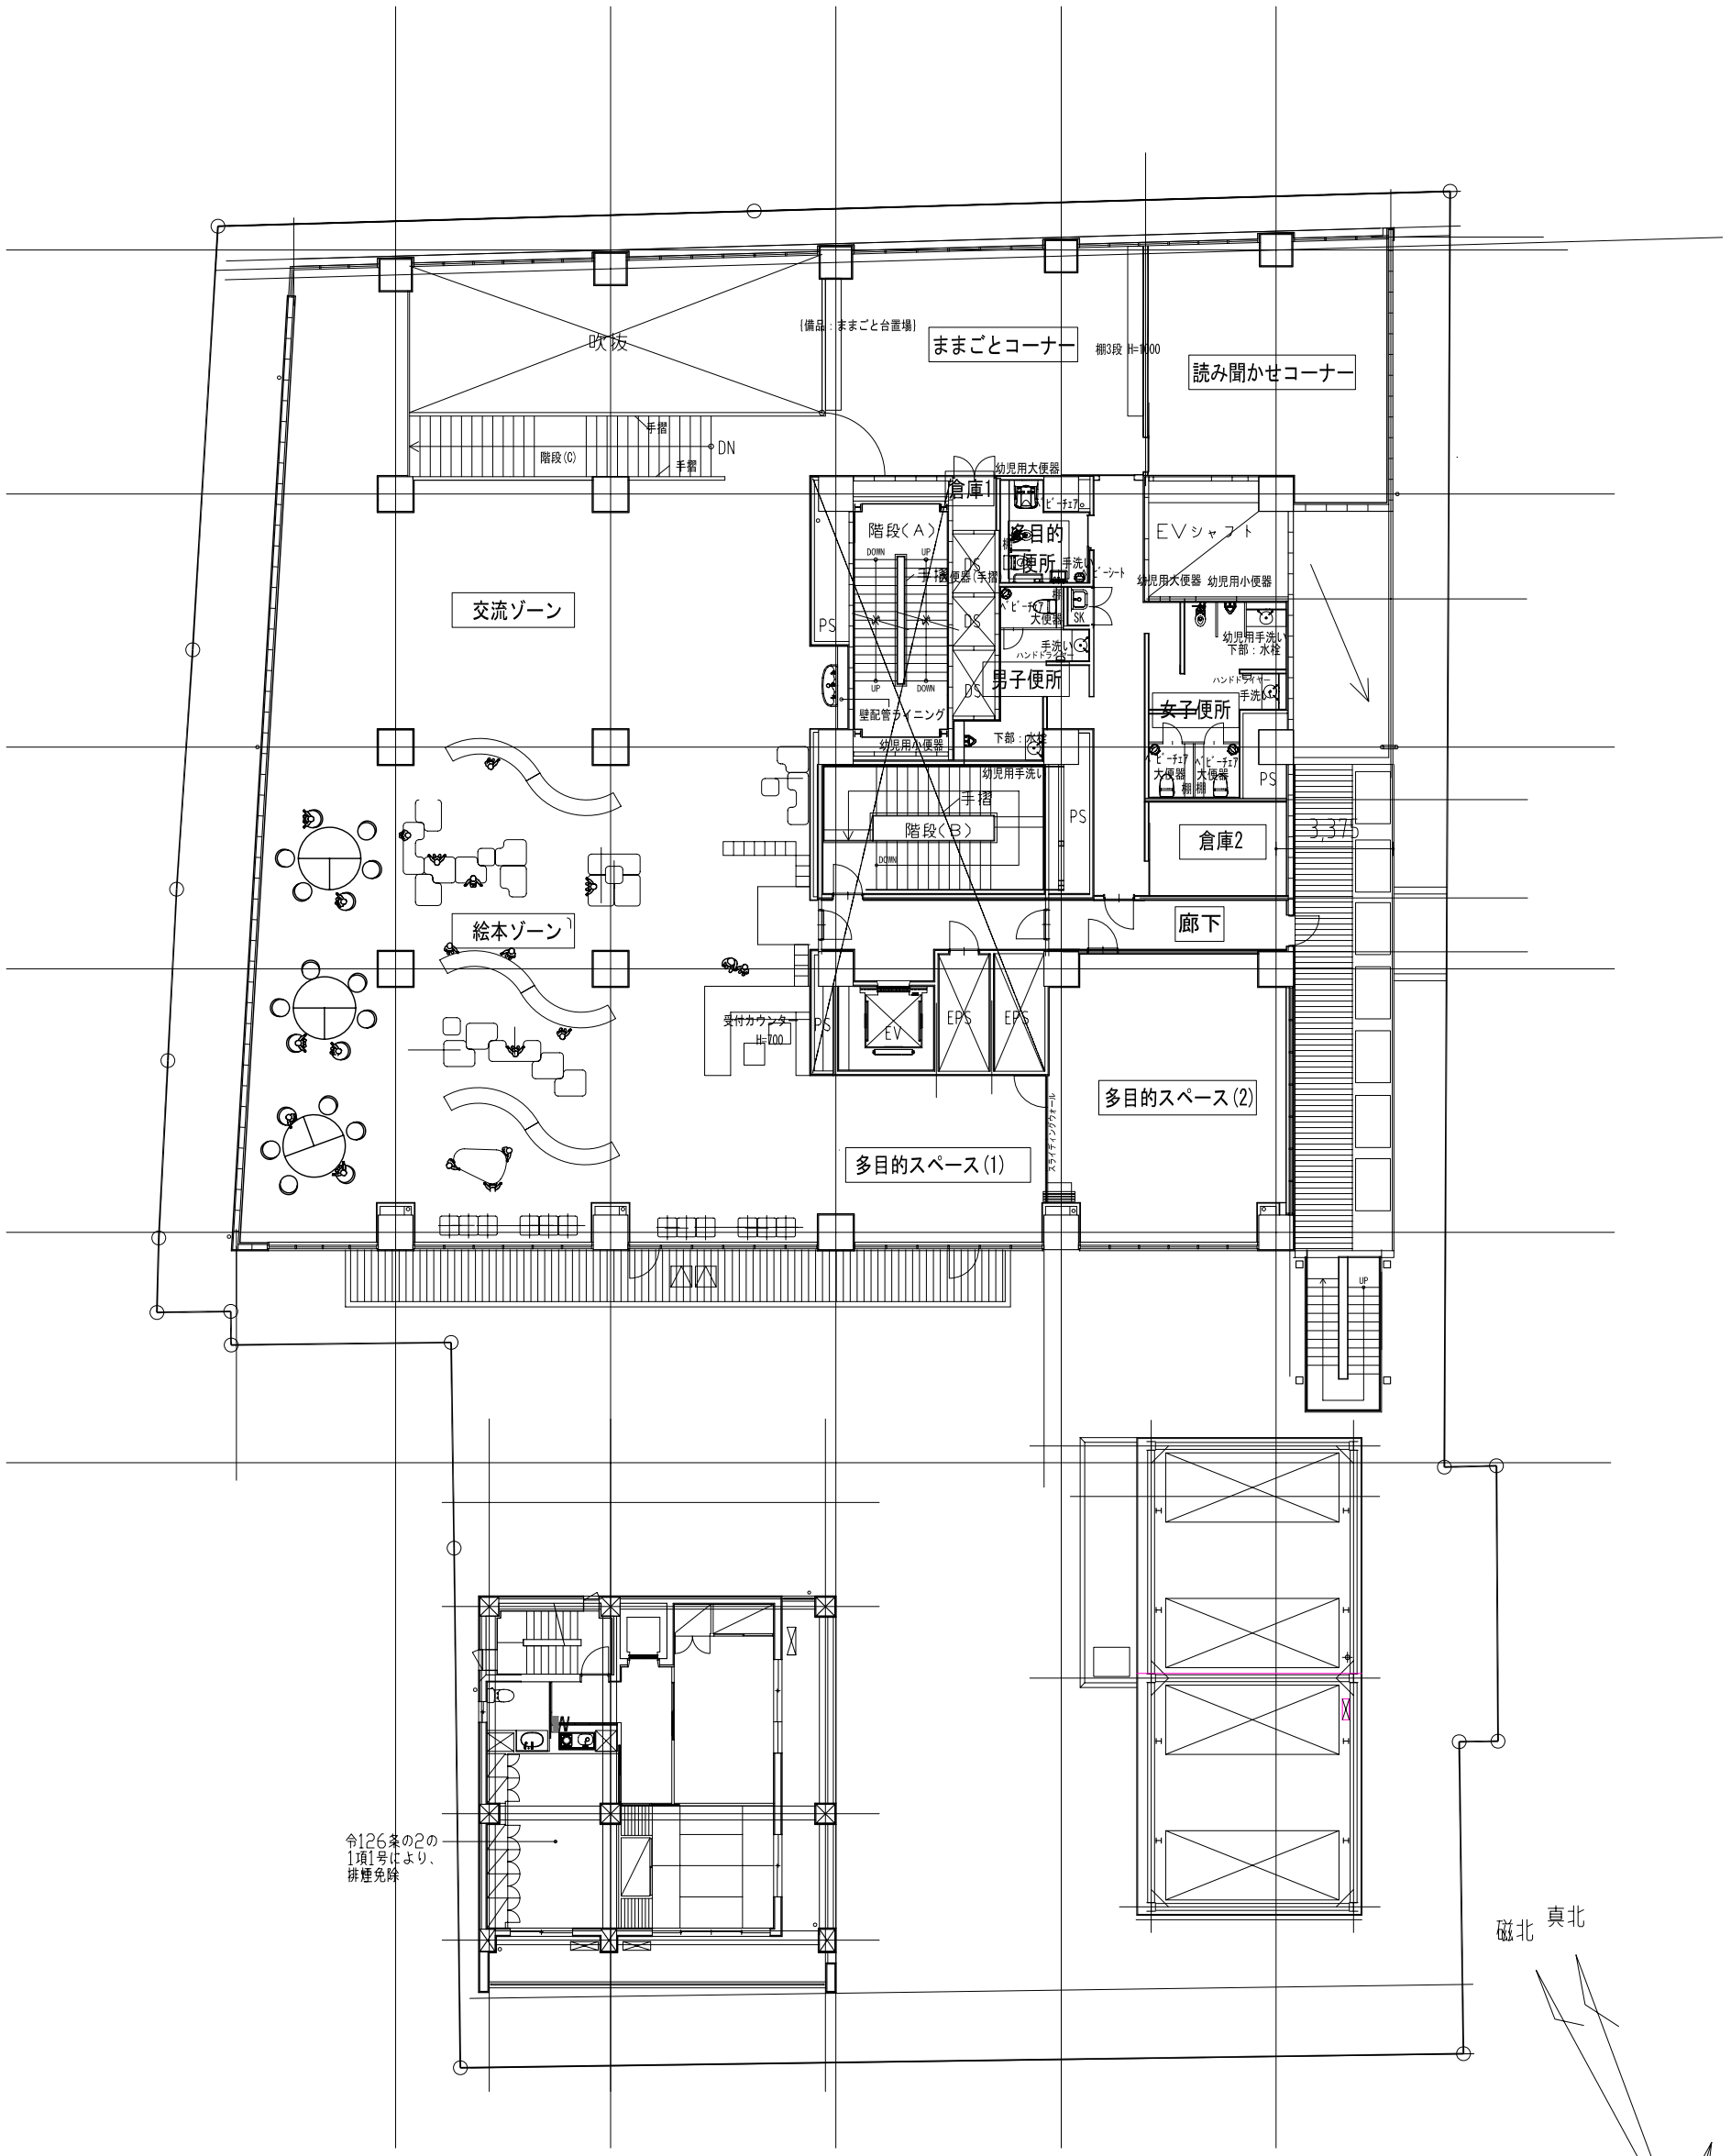 吹抜
{備品：ままごと台置場}
ままごとコーナー
棚3段 H=1000
読み聞かせコーナー
手摺
DN
階段(C)
手摺
幼児用大便器
倉庫1
ﾍﾞﾋﾞｰﾁｪｱ
階段(A)
多目的
便所
EVシャフト
DOWN
UP
棚
手洗い
ﾍﾞﾋﾞｰｼｰﾄ
DS
手摺
大便器(手摺)
幼児用大便器
幼児用小便器
棚
交流ゾーン
PS
DS
ﾍﾞﾋﾞｰﾁｪｱ
大便器
SK
手洗い
ハンドドライヤー
幼児用手洗い
下部：水栓
男子便所
DS
UP
DOWN
ハンドドライヤー
手洗い
女子便所
壁配管ライニング
幼児用小便器
下部：水栓
幼児用手洗い
ﾍﾞﾋﾞｰﾁｪｱ
大便器
棚
ﾍﾞﾋﾞｰﾁｪｱ
大便器
棚
PS
手摺
PS
階段(B)
DOWN
倉庫2
3,375
絵本ゾーン
廊下
受付カウンター
H=700
PS
EV
EPS
EPS
多目的スペース(2)
スライディングウォール
多目的スペース(1)
UP
令126条の2の
1項1号により、
排煙免除
磁北
真北